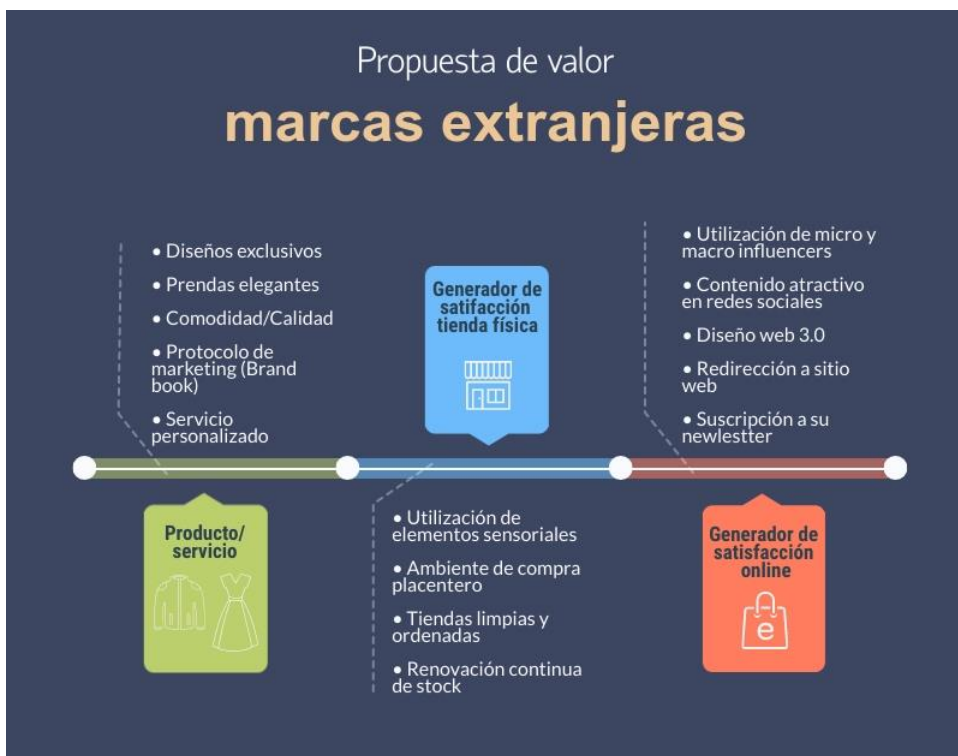 Propuesta de valor
marcas extranjeras
• Diseños exclusivos
• Prendas elegantes
• Comodidad/Calidad
• Protocolo de
marketing (Brand
book)
• Servicio
personalizado
Producto/
servicio
Generador de
satifacción
tienda física
• Utilización de
elementos sensoriales
• Ambiente de compra
placentero
• Tiendas limpias y
ordenadas
• Renovación continua
de stock
• Utilización de micro y
macro influencers
• Contenido atractivo
en redes sociales
• Diseño web 3.0
• Redirección a sitio
web
• Suscripción a su
newlestter
Generador de
satisfacción
online
e